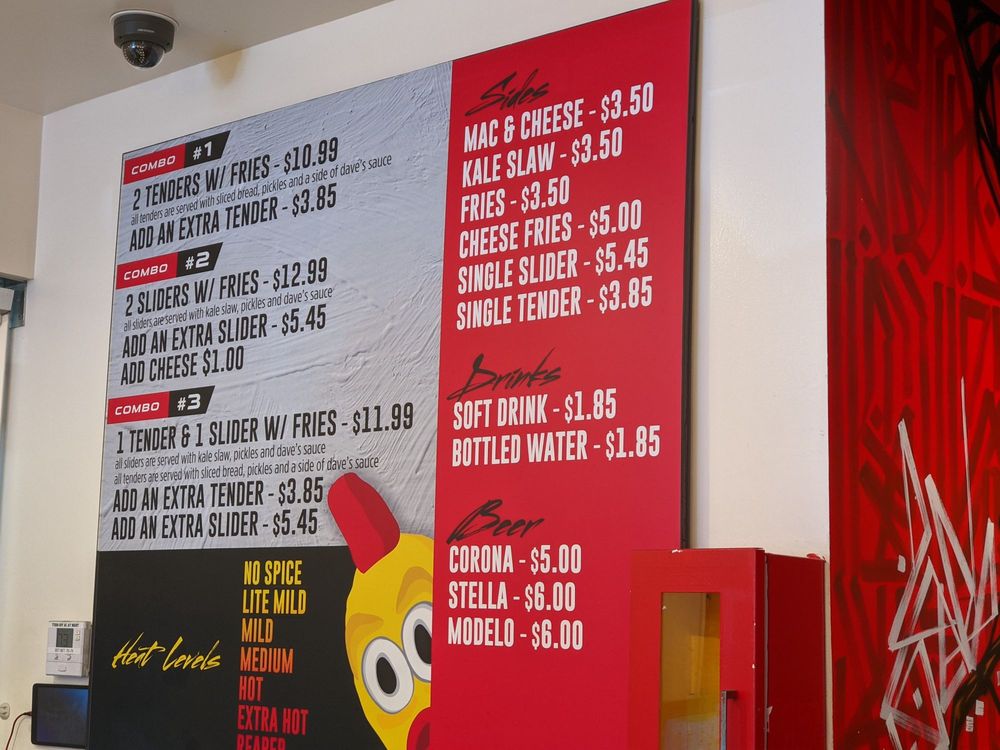 COMBO #1
2 TENDERS W/ FRIES - $10.99
all tenders are served with sliced bread, pickles and a side of dave's sauce
ADD AN EXTRA TENDER - $3.85
COMBO #2
2 SLIDERS W/ FRIES - $12.99
all sliders are served with kale slaw, pickles and dave's sauce
ADD AN EXTRA SLIDER - $5.45
ADD CHEESE $1.00
COMBO #3
1 TENDER & 1 SLIDER W/ FRIES - $11.99
all sliders are served with kale slaw, pickles and dave's sauce
all tenders are served with sliced bread, pickles and a side of dave's sauce
ADD AN EXTRA TENDER - $3.85
ADD AN EXTRA SLIDER - $5.45
Heat Levels
NO SPICE
LITE MILD
MILD
MEDIUM
HOT
EXTRA HOT
REAPER
Sides
MAC & CHEESE - $3.50
KALE SLAW - $3.50
FRIES - $3.50
CHEESE FRIES - $5.00
SINGLE SLIDER - $5.45
SINGLE TENDER - $3.85
Drinks
SOFT DRINK - $1.85
BOTTLED WATER - $1.85
Beer
CORONA - $5.00
STELLA - $6.00
MODELO - $6.00